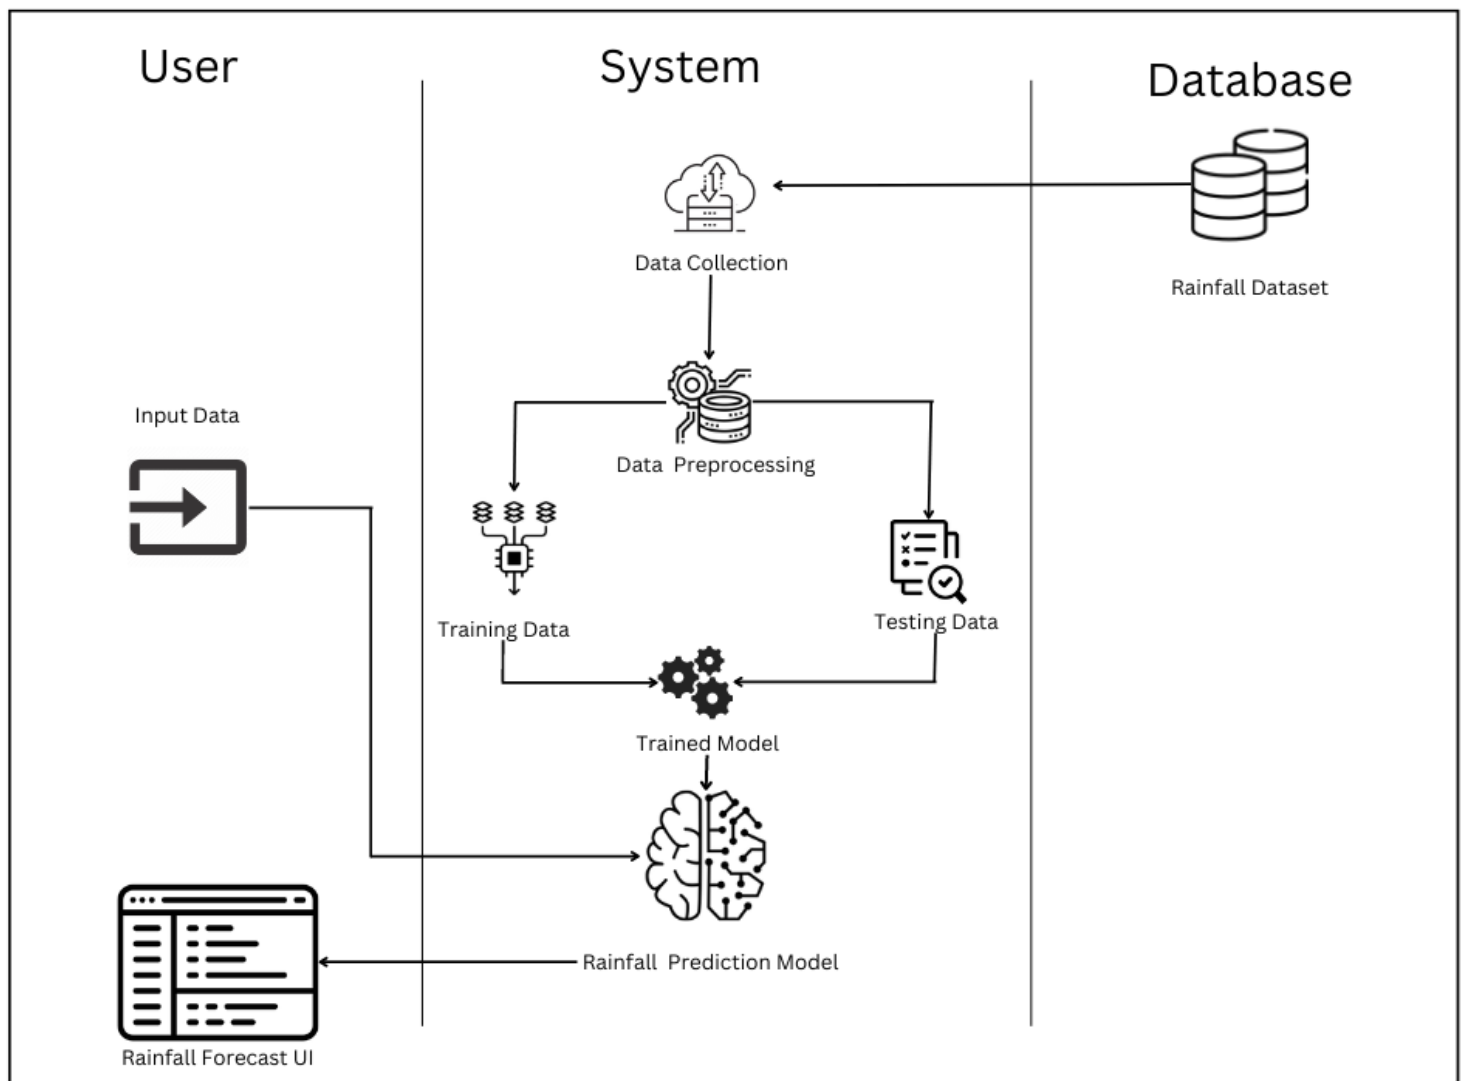 User
System
Database
Data Collection
Rainfall Dataset
Input Data
Data Preprocessing
Training Data
Testing Data
Trained Model
Rainfall Prediction Model
Rainfall Forecast UI